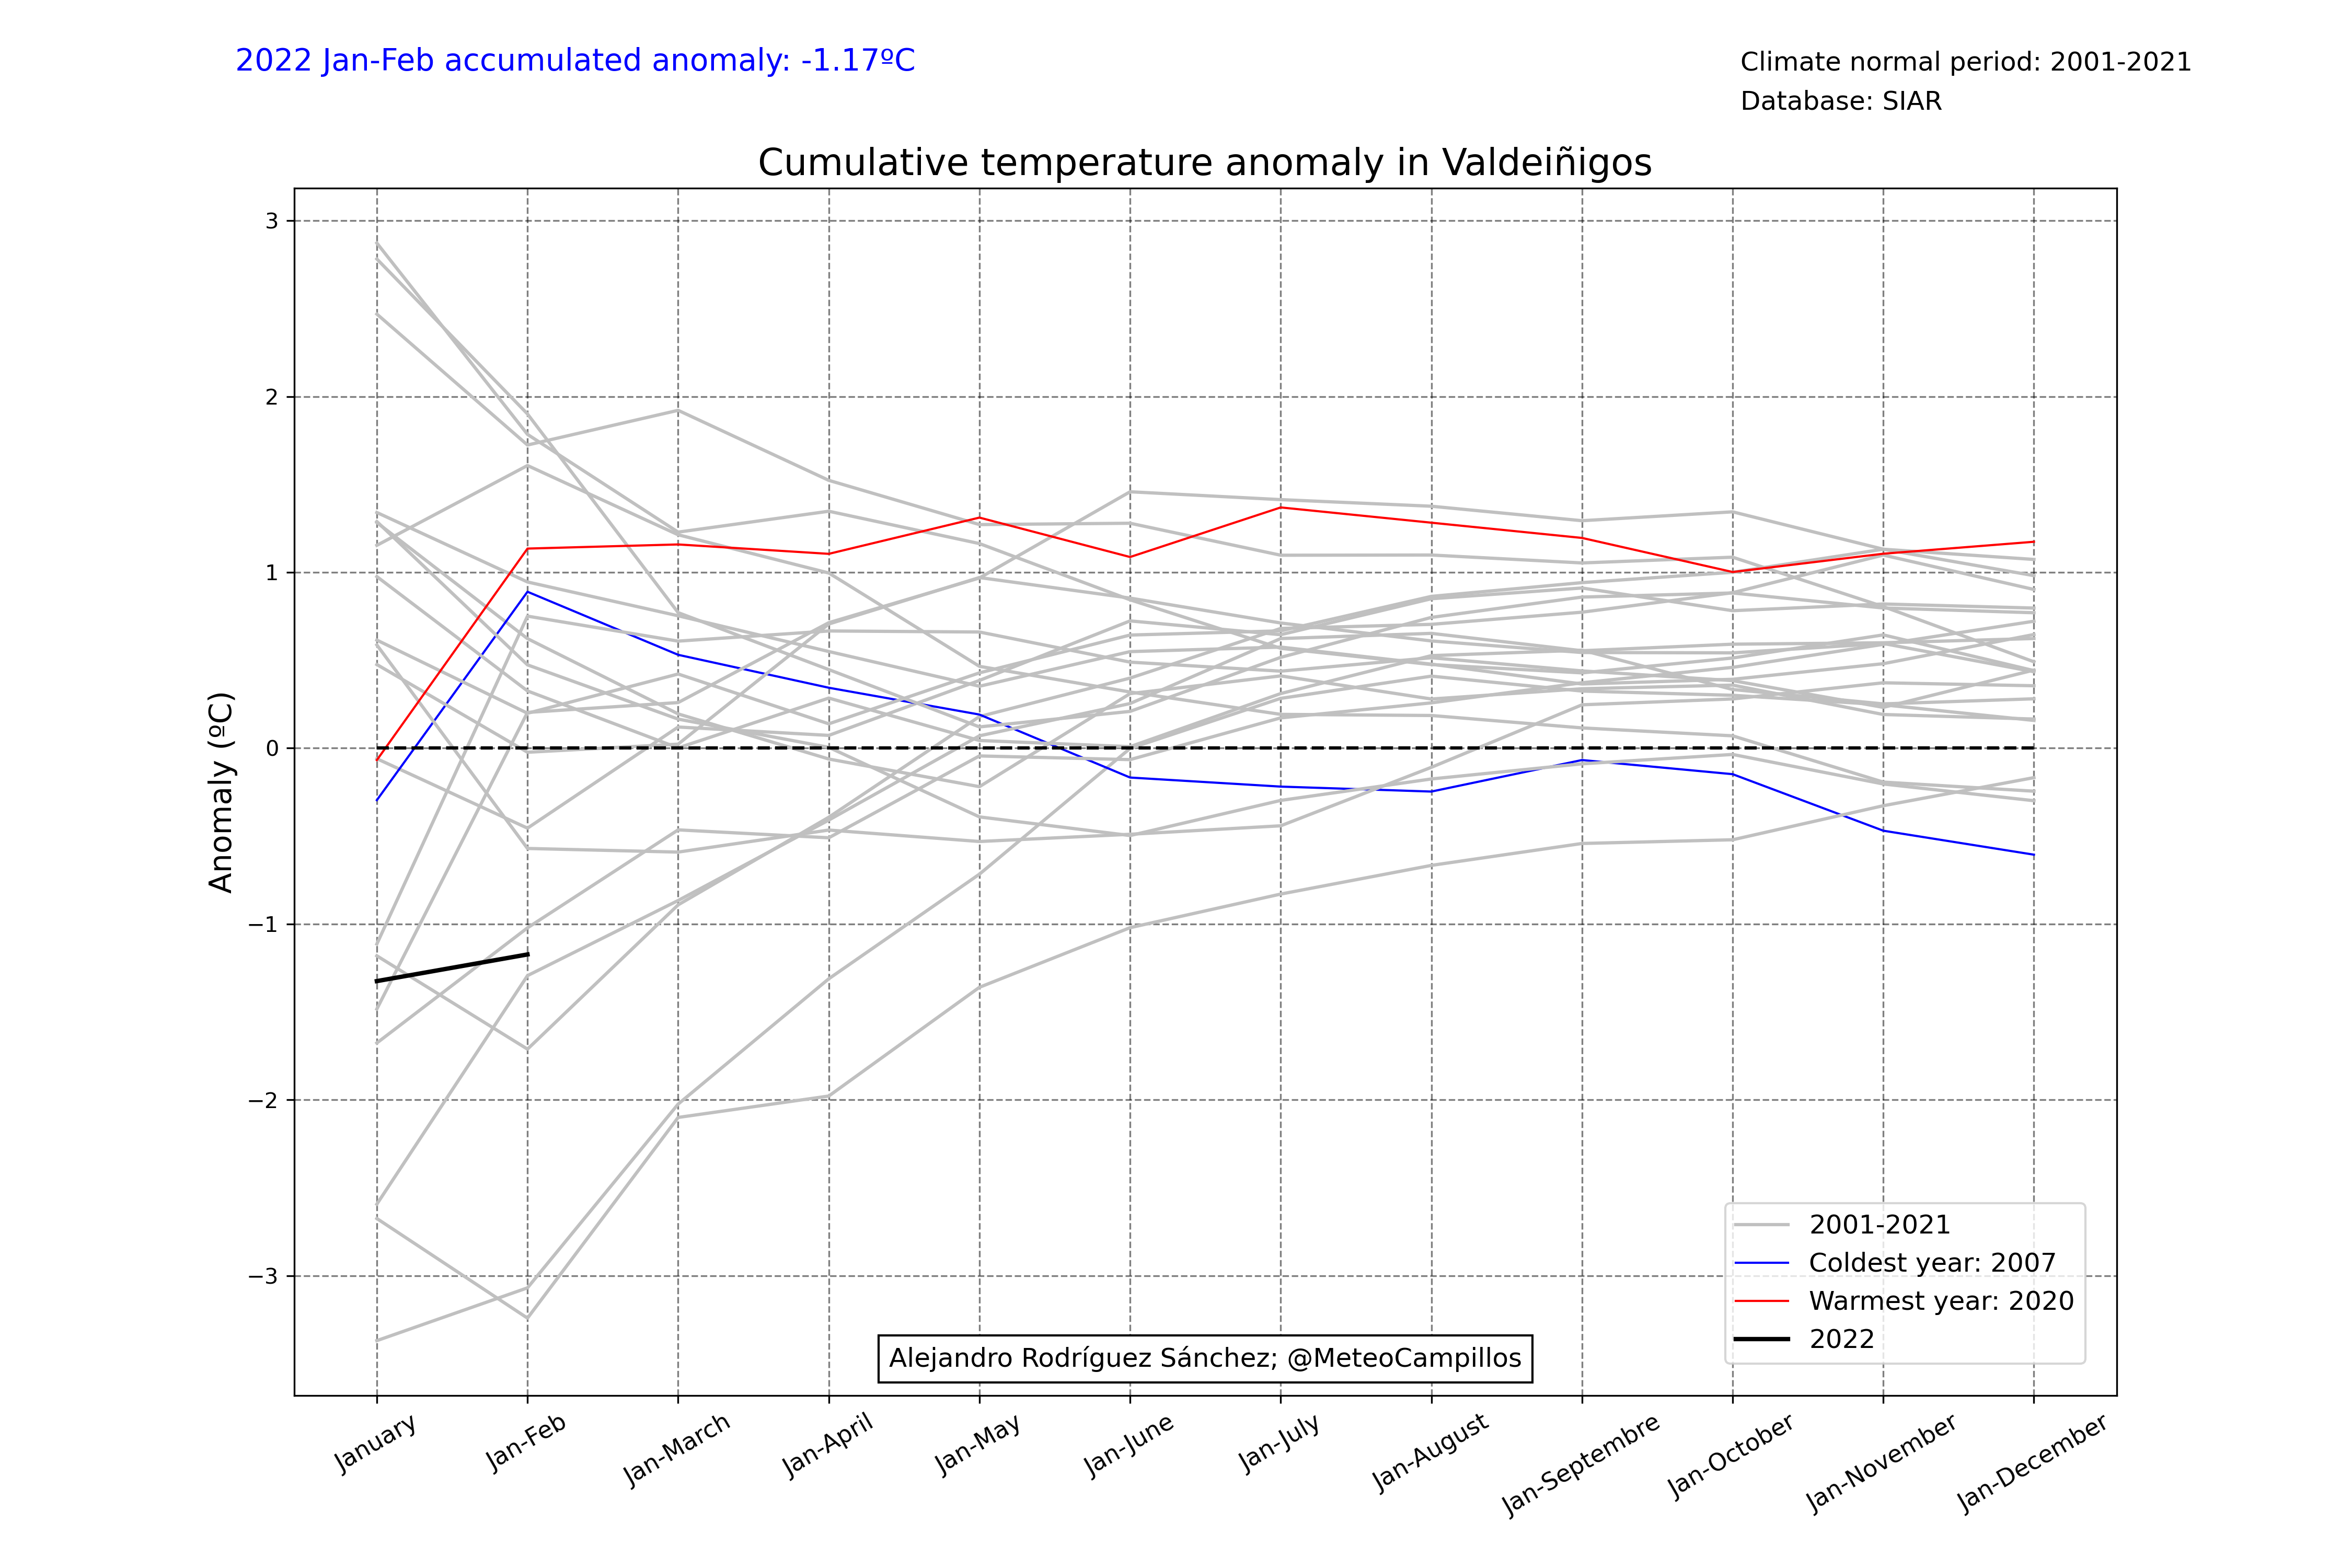 2022 Jan-Feb accumulated anomaly: -1.17ºC
Climate normal period: 2001-2021
Database: SIAR
Cumulative temperature anomaly in Valdeiñigos
Anomaly (ºC)
3
2
1
0
−1
−2
−3
2001-2021
Coldest year: 2007
Warmest year: 2020
2022
Alejandro Rodríguez Sánchez; @MeteoCampillos
January
Jan-Feb
Jan-March
Jan-April
Jan-May
Jan-June
Jan-July
Jan-August
Jan-Septembre
Jan-October
Jan-November
Jan-December